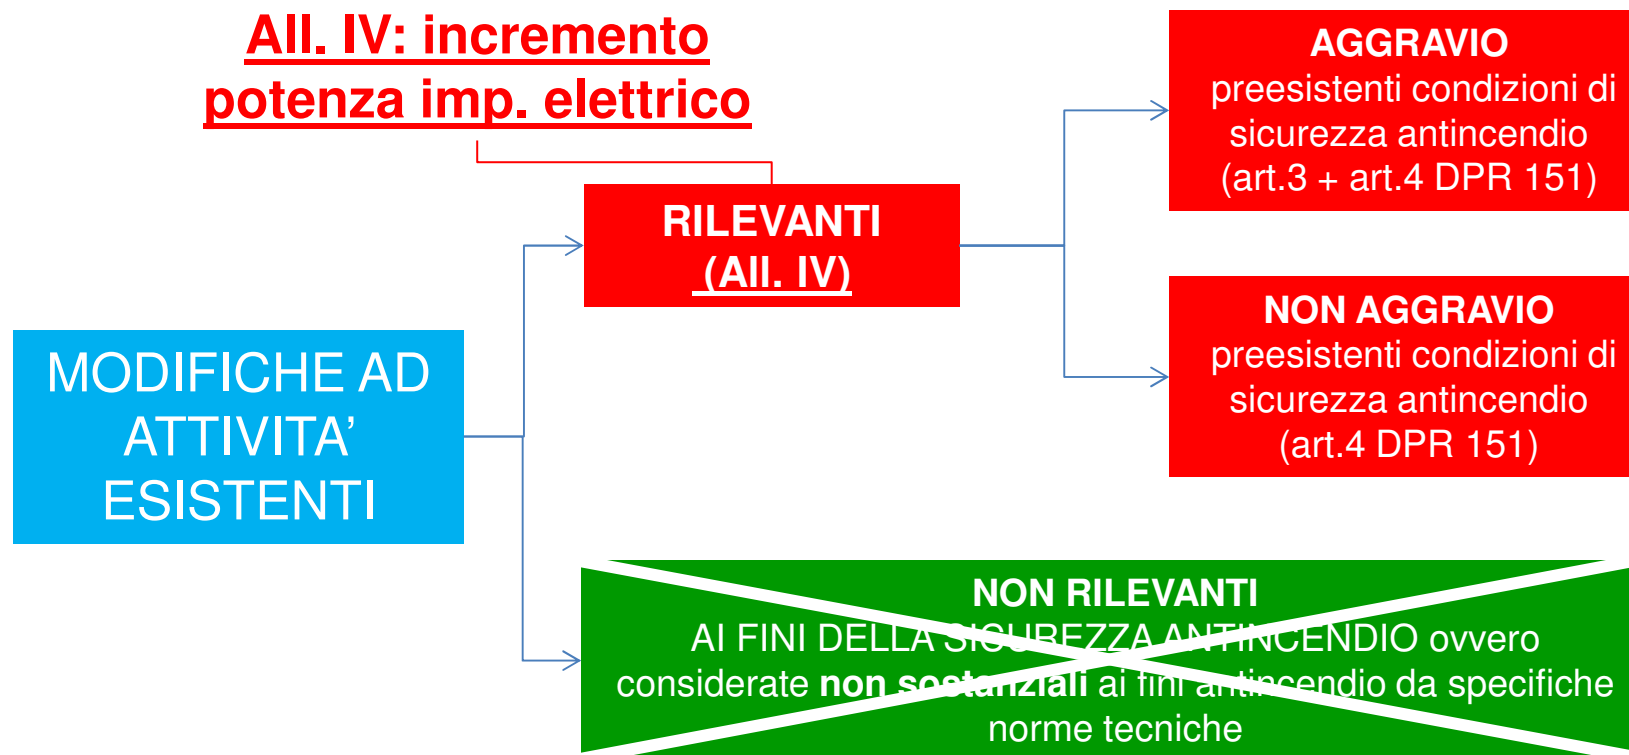 All. IV: incremento
potenza imp. elettrico
AGGRAVIO
preesistenti condizioni di
sicurezza antincendio
(art.3 + art.4 DPR 151)
RILEVANTI
(All. IV)
NON AGGRAVIO
preesistenti condizioni di
sicurezza antincendio
(art.4 DPR 151)
MODIFICHE AD
ATTIVITA’
ESISTENTI
NON RILEVANTI
AI FINI DELLA SICUREZZA ANTINCENDIO ovvero
considerate non sostanziali ai fini antincendio da specifiche
norme tecniche